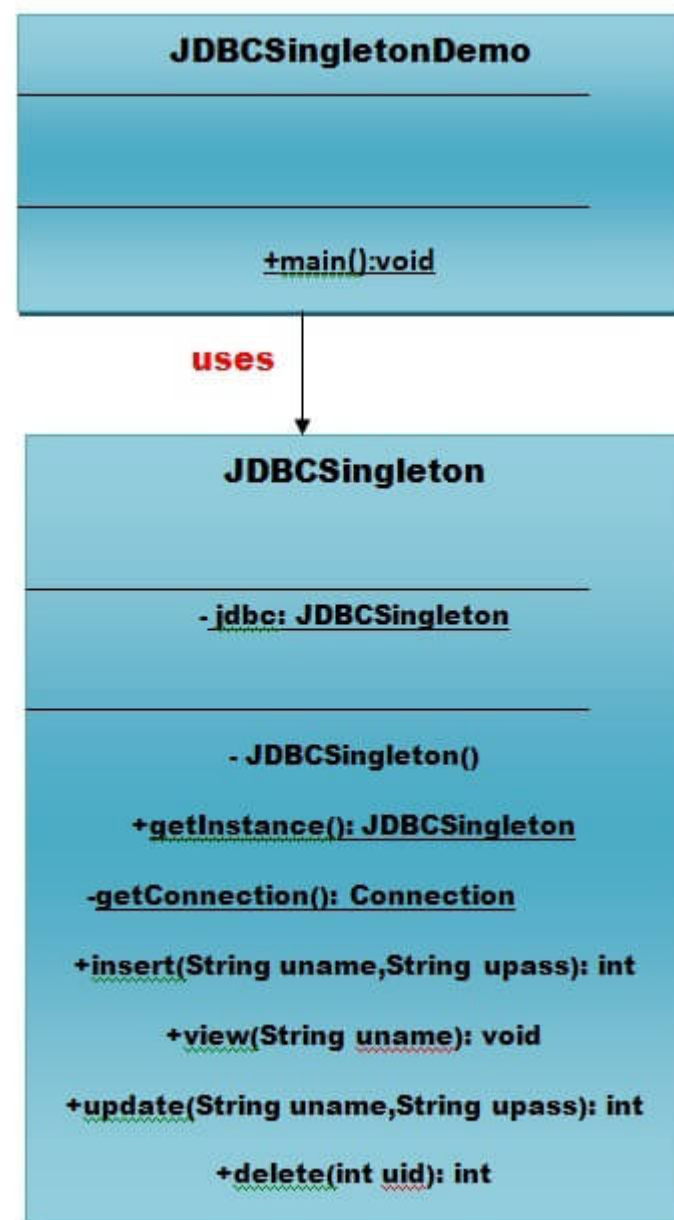 JDBCSingletonDemo
+main():void
uses
JDBCSingleton
- jdbc: JDBCSingleton
- JDBCSingleton()
+getInstance(): JDBCSingleton
-getConnection(): Connection
+insert(String uname,String upass): int
+view(String uname): void
+update(String uname,String upass): int
+delete(int uid): int